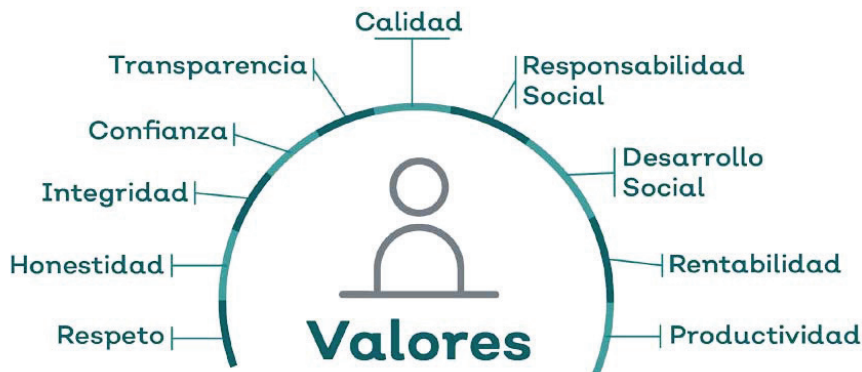 Calidad
Transparencia
Responsabilidad
Social
Confianza
Desarrollo
Social
Integridad
Honestidad
Rentabilidad
Respeto
Productividad
Valores